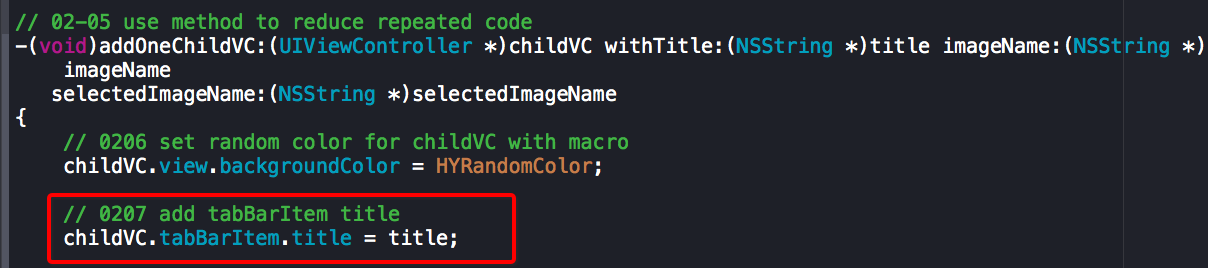 // 02-05 use method to reduce repeated code
-(void)addOneChildVC:(UIViewController *)childVC withTitle:(NSString *)title imageName:(NSString *)
imageName
selectedImageName:(NSString *)selectedImageName
{
// 0206 set random color for childVC with macro
childVC.view.backgroundColor = HYRandomColor;
// 0207 add tabBarItem title
childVC.tabBarItem.title = title;